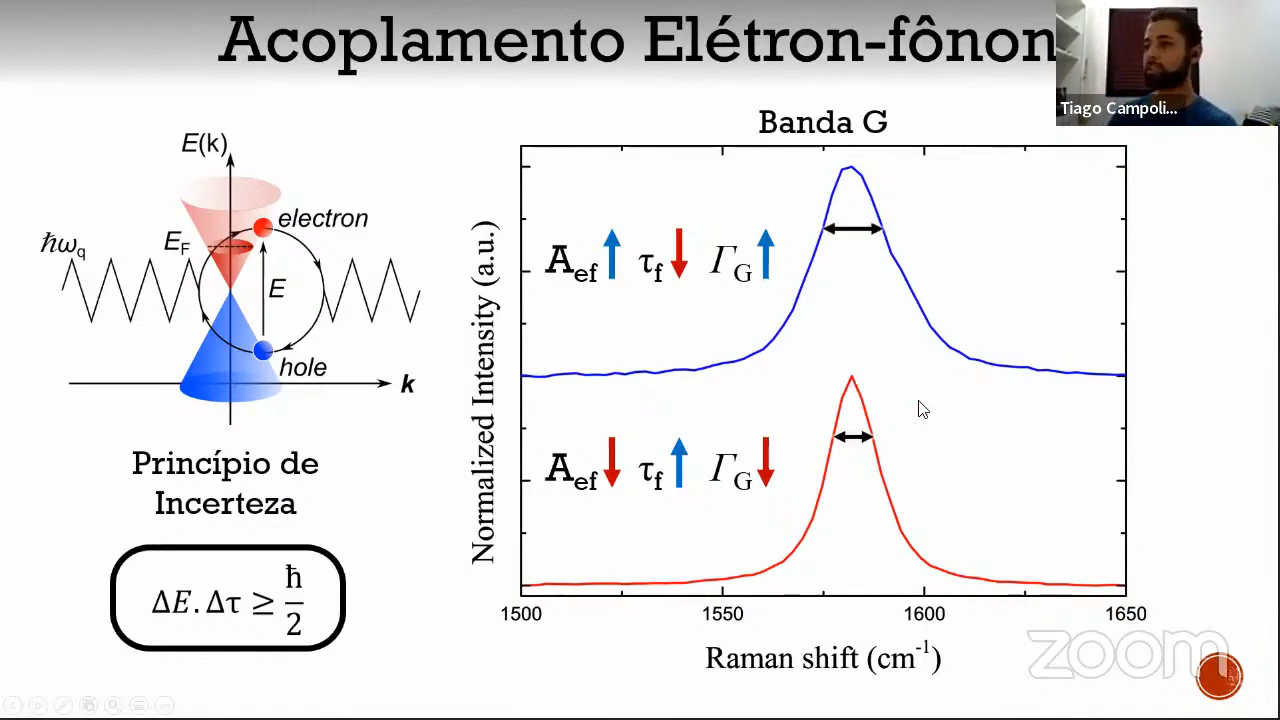 Acoplamento Elétron-fônon
Tiago Campoli...
Banda G
E(k)
electron
ħω_q
E_F
E
hole
k
A_ef ↑ τ_f ↓ Γ_G ↑
A_ef ↓ τ_f ↑ Γ_G ↓
Normalized Intensity (a.u.)
1500 1550 1600 1650
Raman shift (cm⁻¹)
Princípio de
Incerteza
ΔE. Δτ ≥ ħ/2
zoom